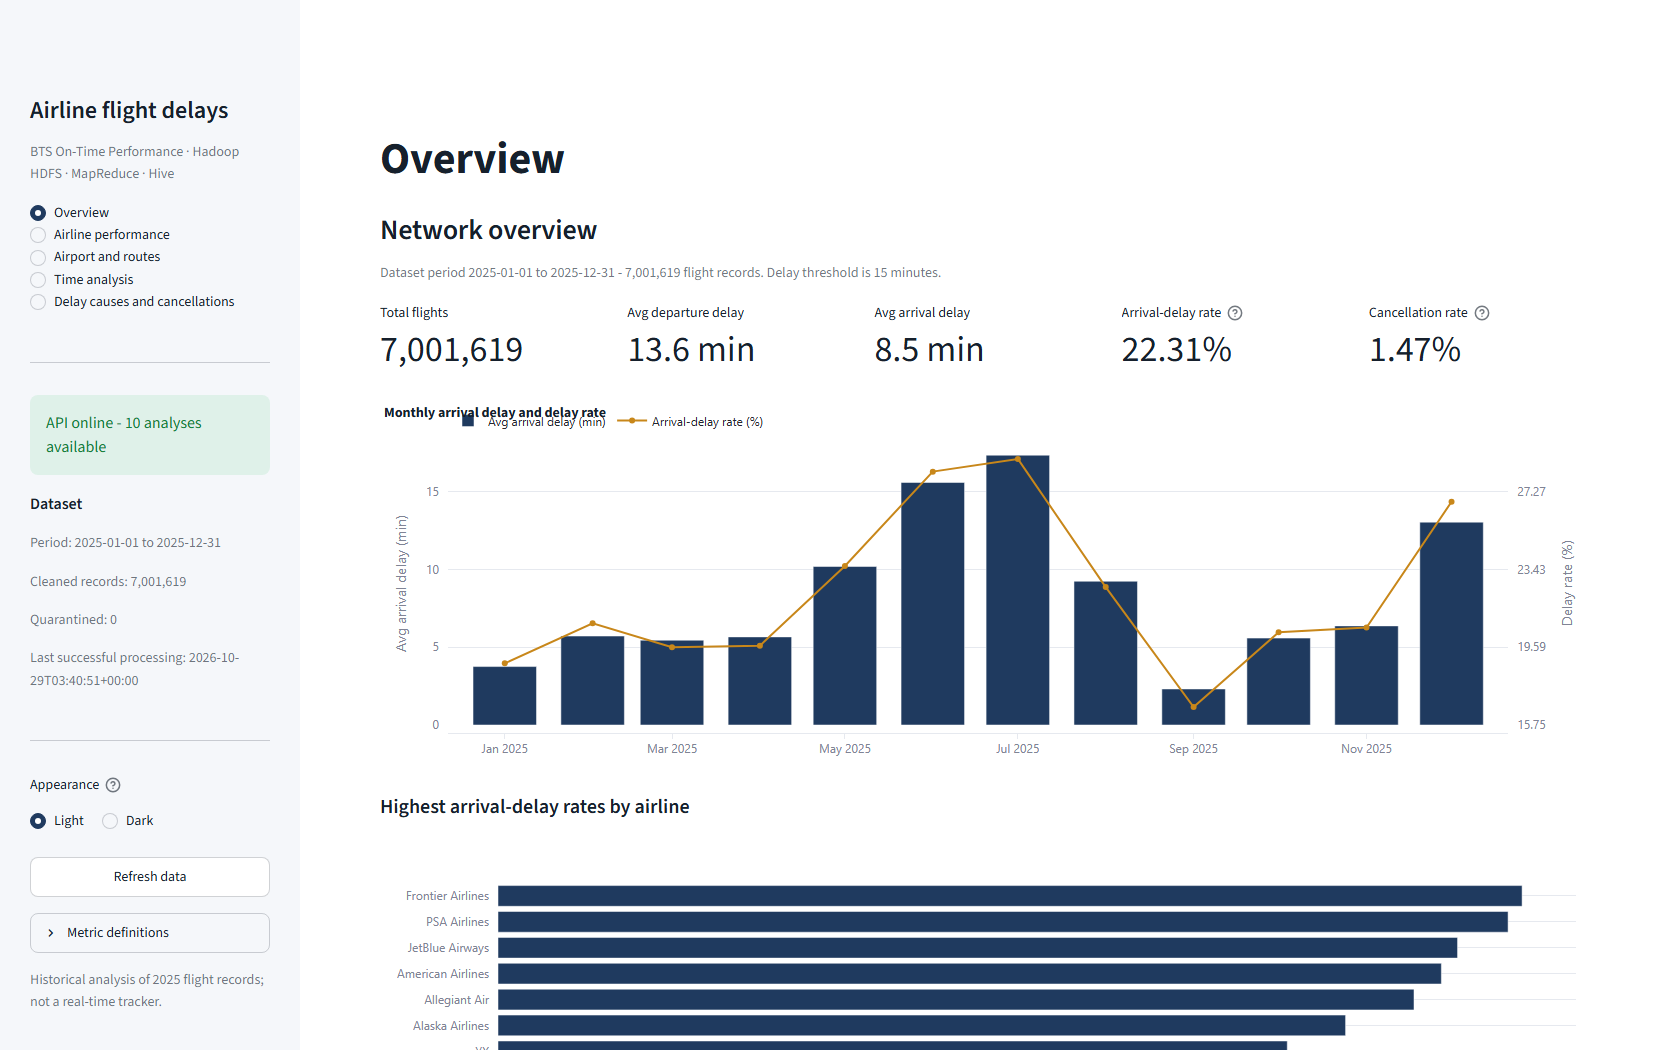 Airline flight delays
BTS On-Time Performance · Hadoop
HDFS · MapReduce · Hive
Overview
Airline performance
Airport and routes
Time analysis
Delay causes and cancellations
API online - 10 analyses
available
Dataset
Period: 2025-01-01 to 2025-12-31
Cleaned records: 7,001,619
Quarantined: 0
Last successful processing: 2026-10-
29T03:40:51+00:00
Appearance
Light Dark
Refresh data
Metric definitions
Historical analysis of 2025 flight records;
not a real-time tracker.
Overview
Network overview
Dataset period 2025-01-01 to 2025-12-31 - 7,001,619 flight records. Delay threshold is 15 minutes.
Total flights
7,001,619
Avg departure delay
13.6 min
Avg arrival delay
8.5 min
Arrival-delay rate
22.31%
Cancellation rate
1.47%
Monthly arrival delay and delay rate
Avg arrival delay (min) Arrival-delay rate (%)
Avg arrival delay (min)
15
10
5
0
27.27
23.43
19.59
15.75
Delay rate (%)
Jan 2025 Mar 2025 May 2025 Jul 2025 Sep 2025 Nov 2025
Highest arrival-delay rates by airline
Frontier Airlines
PSA Airlines
JetBlue Airways
American Airlines
Allegiant Air
Alaska Airlines